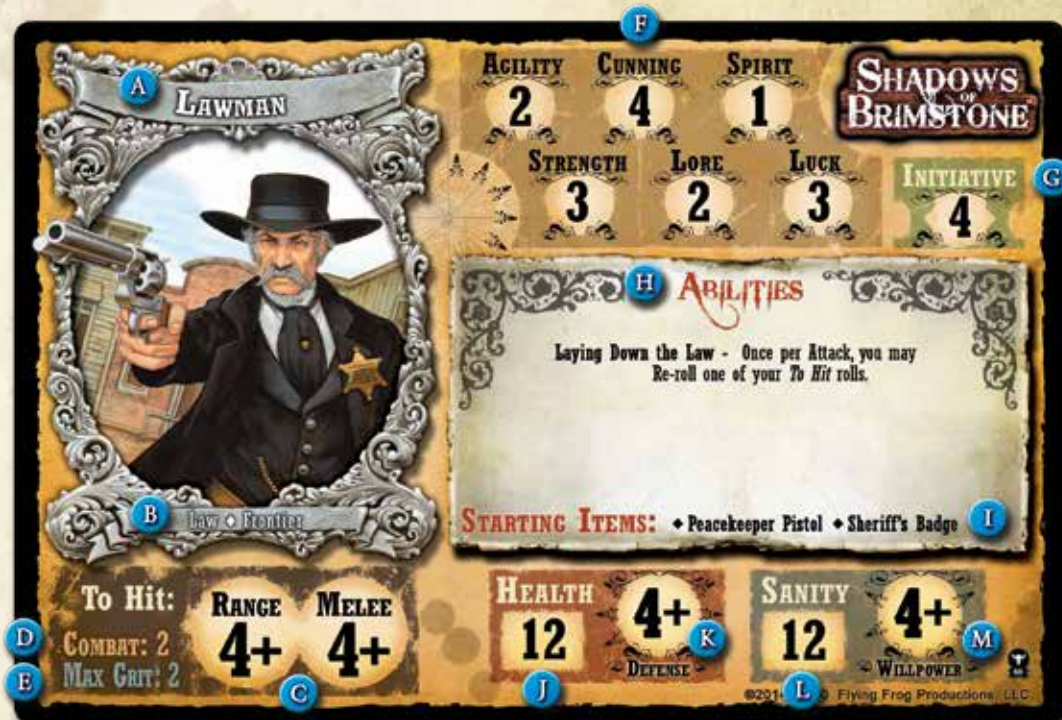 F
A
LAWMAN
AGILITY CUNNING SPIRIT
2 4 1
SHADOWS
OF
BRIMSTONE
STRENGTH LORE LUCK
3 2 3
INITIATIVE
4
G
H
ABILITIES
Laying Down the Law - Once per Attack, you may
Re-roll one of your To Hit rolls.
B
Law ♦ Frontier
STARTING ITEMS: ♦ Peacekeeper Pistol ♦ Sheriff's Badge
I
To Hit:
RANGE MELEE
4+ 4+
C
D
COMBAT: 2
E
MAX GRIT: 2
HEALTH
12
J
4+
K
DEFENSE
SANITY
12
L
4+
M
WILLPOWER
Flying Frog Productions, LLC.